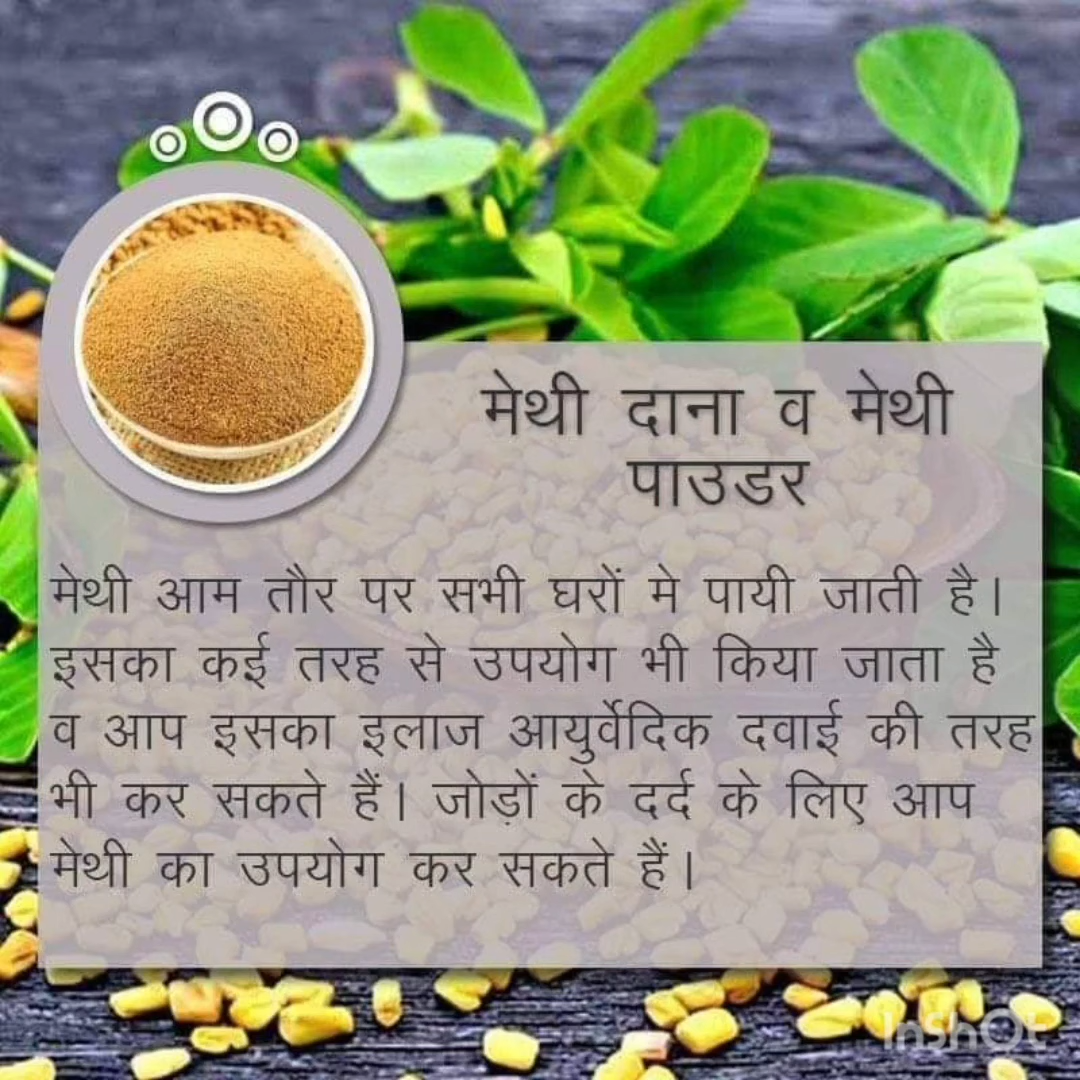 मेथी दाना व मेथी
पाउडर
मेथी आम तौर पर सभी घरों मे पायी जाती है।
इसका कई तरह से उपयोग भी किया जाता है
व आप इसका इलाज आयुर्वेदिक दवाई की तरह
भी कर सकते हैं। जोड़ों के दर्द के लिए आप
मेथी का उपयोग कर सकते हैं।
InShOt